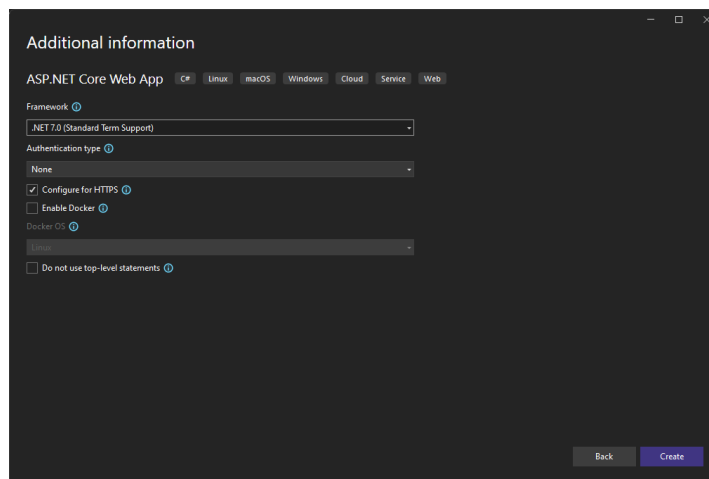 Additional information
ASP.NET Core Web App C# Linux macOS Windows Cloud Service Web
Framework
.NET 7.0 (Standard Term Support)
Authentication type
None
Configure for HTTPS
Enable Docker
Docker OS
Linux
Do not use top-level statements
Back Create